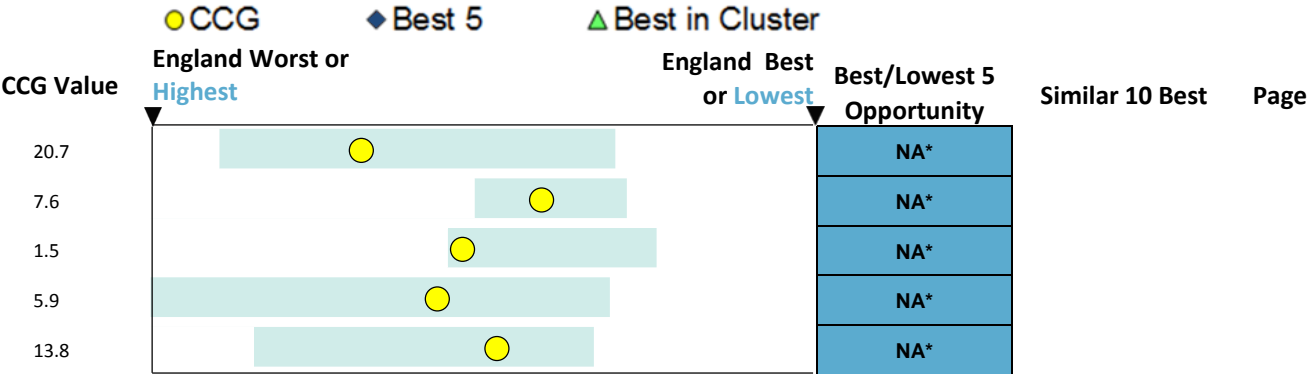 CCG Best 5 Best in Cluster
CCG Value
England Worst or
Highest
England Best
or Lowest
Best/Lowest 5
Opportunity
Similar 10 Best
Page
20.7 NA*
7.6 NA*
1.5 NA*
5.9 NA*
13.8 NA*